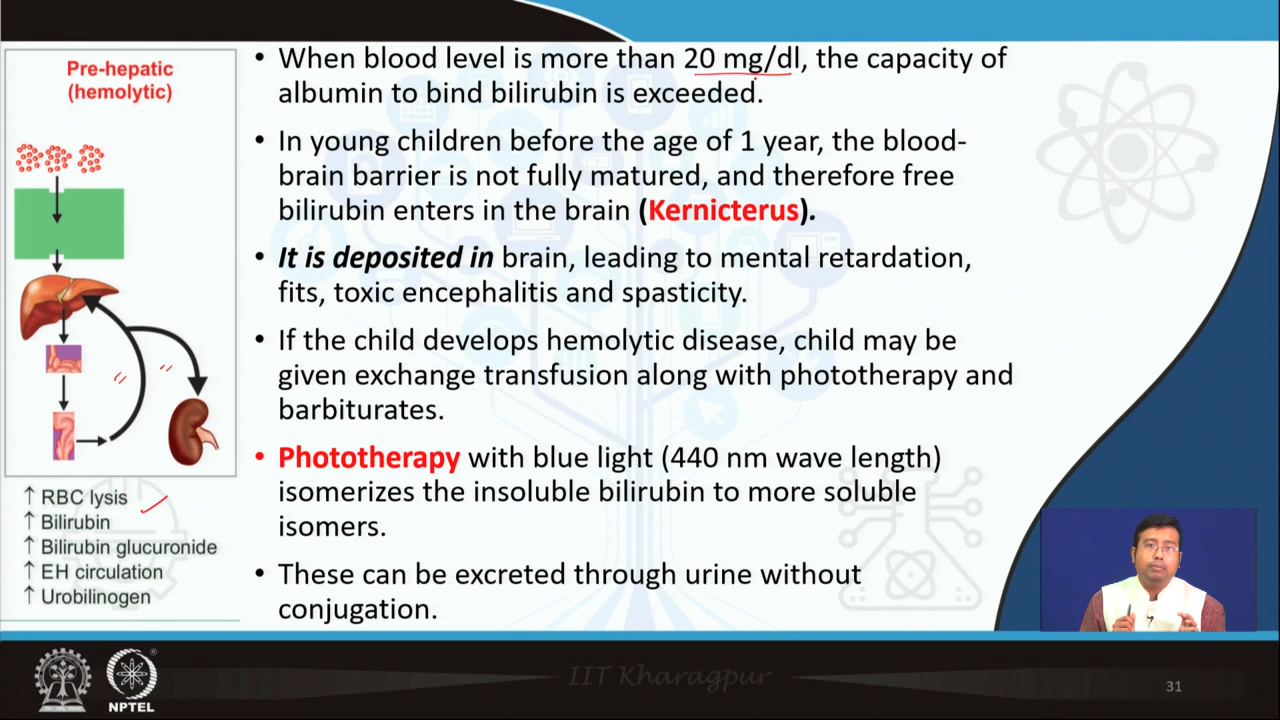 Pre-hepatic
(hemolytic)
↑ RBC lysis
↑ Bilirubin
↑ Bilirubin glucuronide
↑ EH circulation
↑ Urobilinogen
• When blood level is more than 20 mg/dl, the capacity of
albumin to bind bilirubin is exceeded.
• In young children before the age of 1 year, the blood-
brain barrier is not fully matured, and therefore free
bilirubin enters in the brain (Kernicterus).
• It is deposited in brain, leading to mental retardation,
fits, toxic encephalitis and spasticity.
• If the child develops hemolytic disease, child may be
given exchange transfusion along with phototherapy and
barbiturates.
• Phototherapy with blue light (440 nm wave length)
isomerizes the insoluble bilirubin to more soluble
isomers.
• These can be excreted through urine without
conjugation.
NPTEL
®
IIT Kharagpur
31